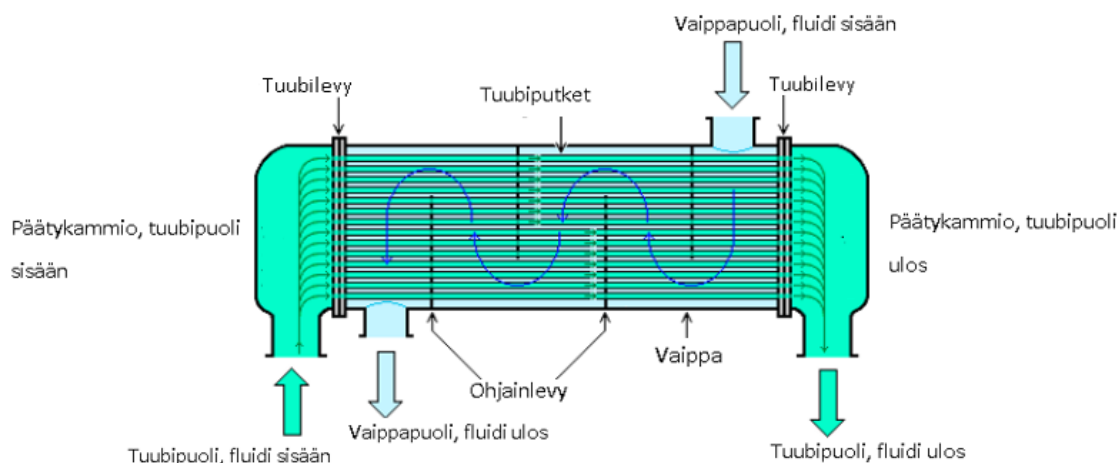 Vaippapuoli, fluidi sisään
Tuubilevy
Tuubiputket
Tuubilevy
Päätykammio, tuubipuoli
sisään
Päätykammio, tuubipuoli
ulos
Vaippa
Ohjainlevy
Vaippapuoli, fluidi ulos
Tuubipuoli, fluidi sisään
Tuubipuoli, fluidi ulos